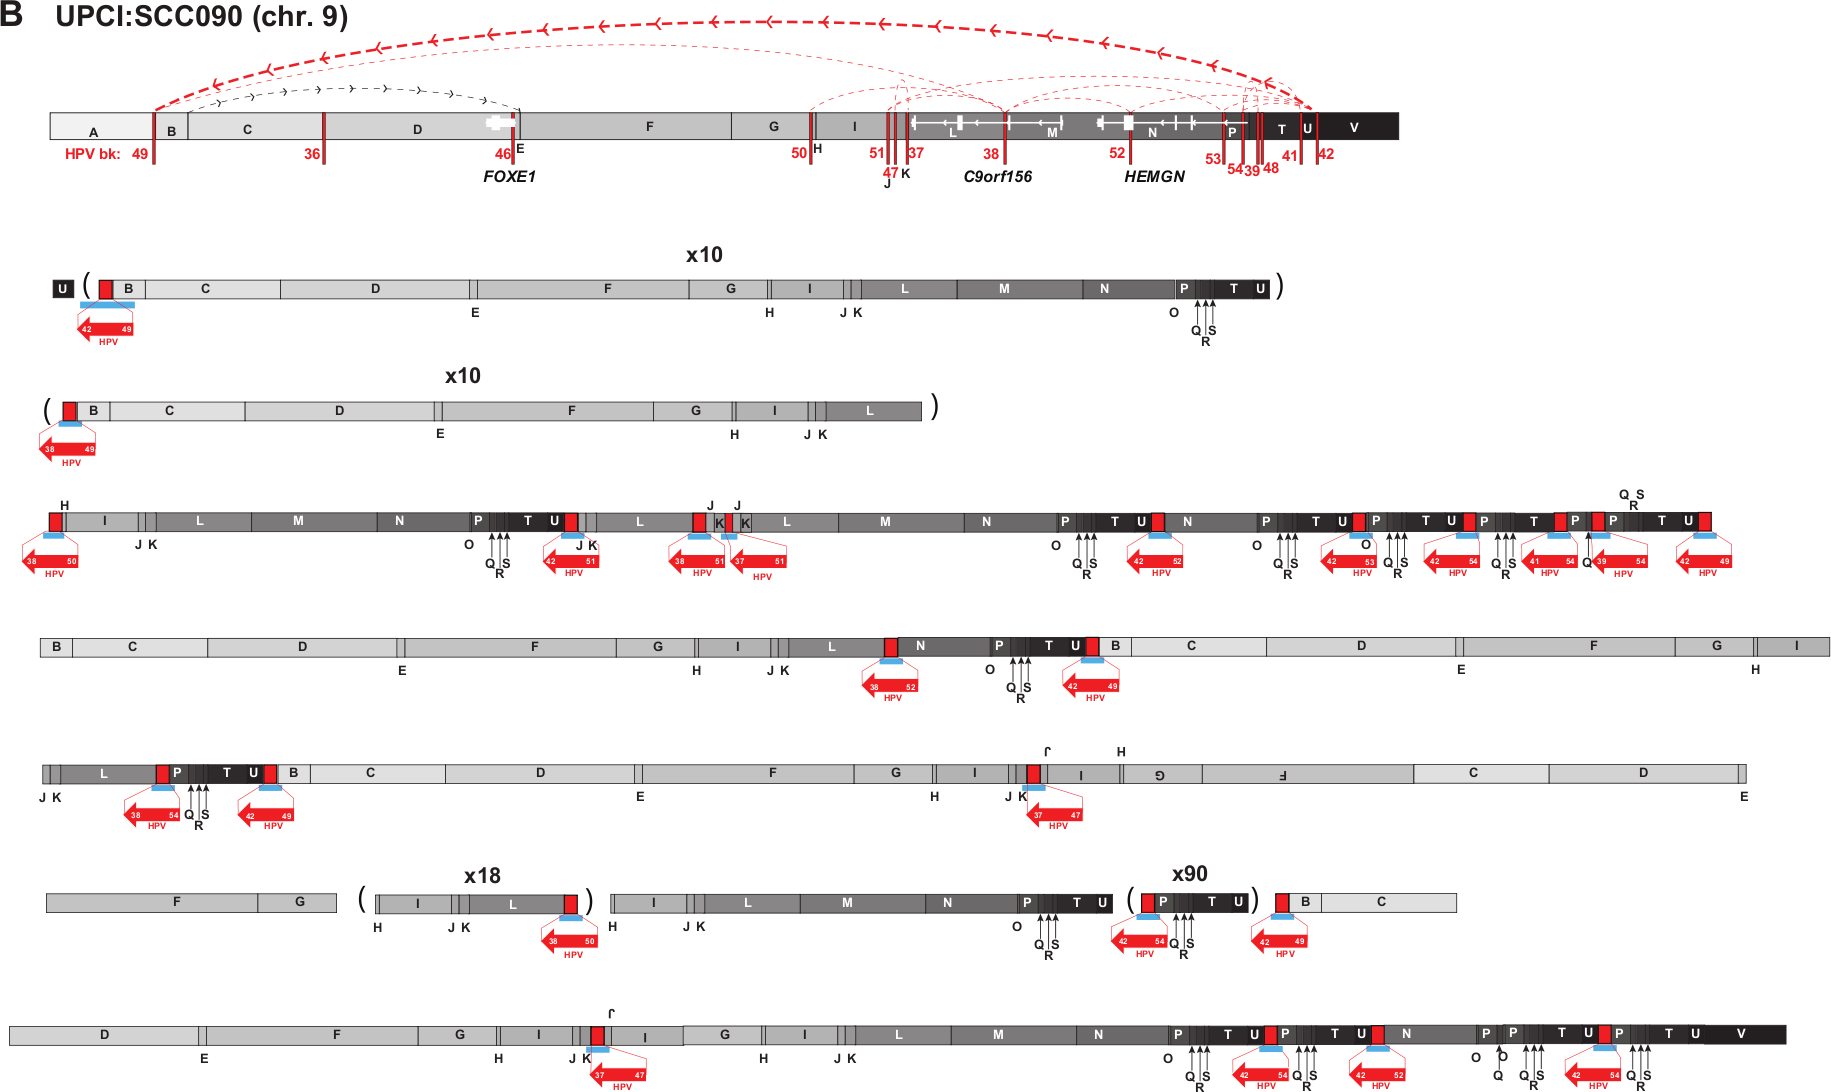 B UPCI:SCC090 (chr. 9)
A B C D E F G H I J K L M N P T U V
HPV bk: 49 36 46 50 51 47 37 38 52 53 54 39 48 41 42
FOXE1 C9orf156 HEMGN
x10
U ( B C D F G I L M N P T U )
E H J K O Q R S
42 49
HPV
x10
( B C D F G I L )
E H J K
38 49
HPV
H J J Q S R
I L M N P T U L K K L M N P T U N P T U P T U P T P P T U
J K O Q R S J K O Q R S O Q R S O Q R S Q R S Q
38 50 42 51 38 51 37 51 42 52 42 53 42 54 41 54 39 54 42 49
HPV HPV HPV HPV HPV HPV HPV HPV HPV HPV
B C D F G I L N P T U B C D F G I
E H J K O Q R S E H
38 52 42 49
HPV HPV
J H
L P T U B C D F G I I G F C D
J K Q R S E H J K E
38 54 42 49 37 47
HPV HPV HPV
x18 x90
F G ( I L ) I L M N P T U ( P T U ) B C
H J K H J K O Q R S Q R S
38 50 42 54 42 49
HPV HPV HPV
J
D F G I I G I L M N P T U P T U N P P T U P T U V
E H J K H J K O Q R S Q R S O Q O Q R S Q R S
37 47 42 54 42 52 42 54
HPV HPV HPV HPV